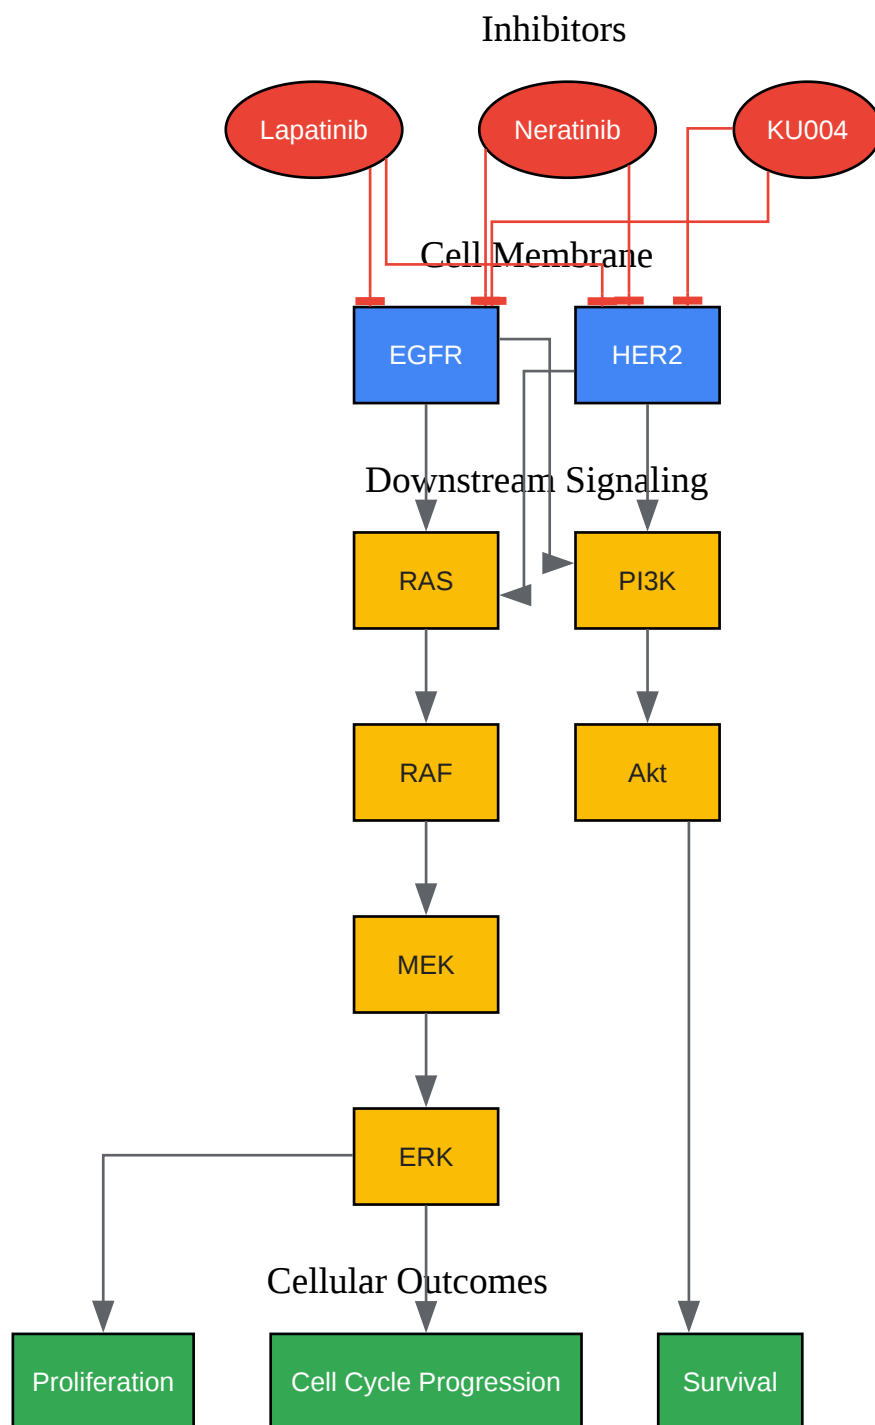 Inhibitors
Lapatinib
Neratinib
KU004
Cell Membrane
EGFR
HER2
Downstream Signaling
RAS
PI3K
RAF
Akt
MEK
ERK
Cellular Outcomes
Proliferation
Cell Cycle Progression
Survival